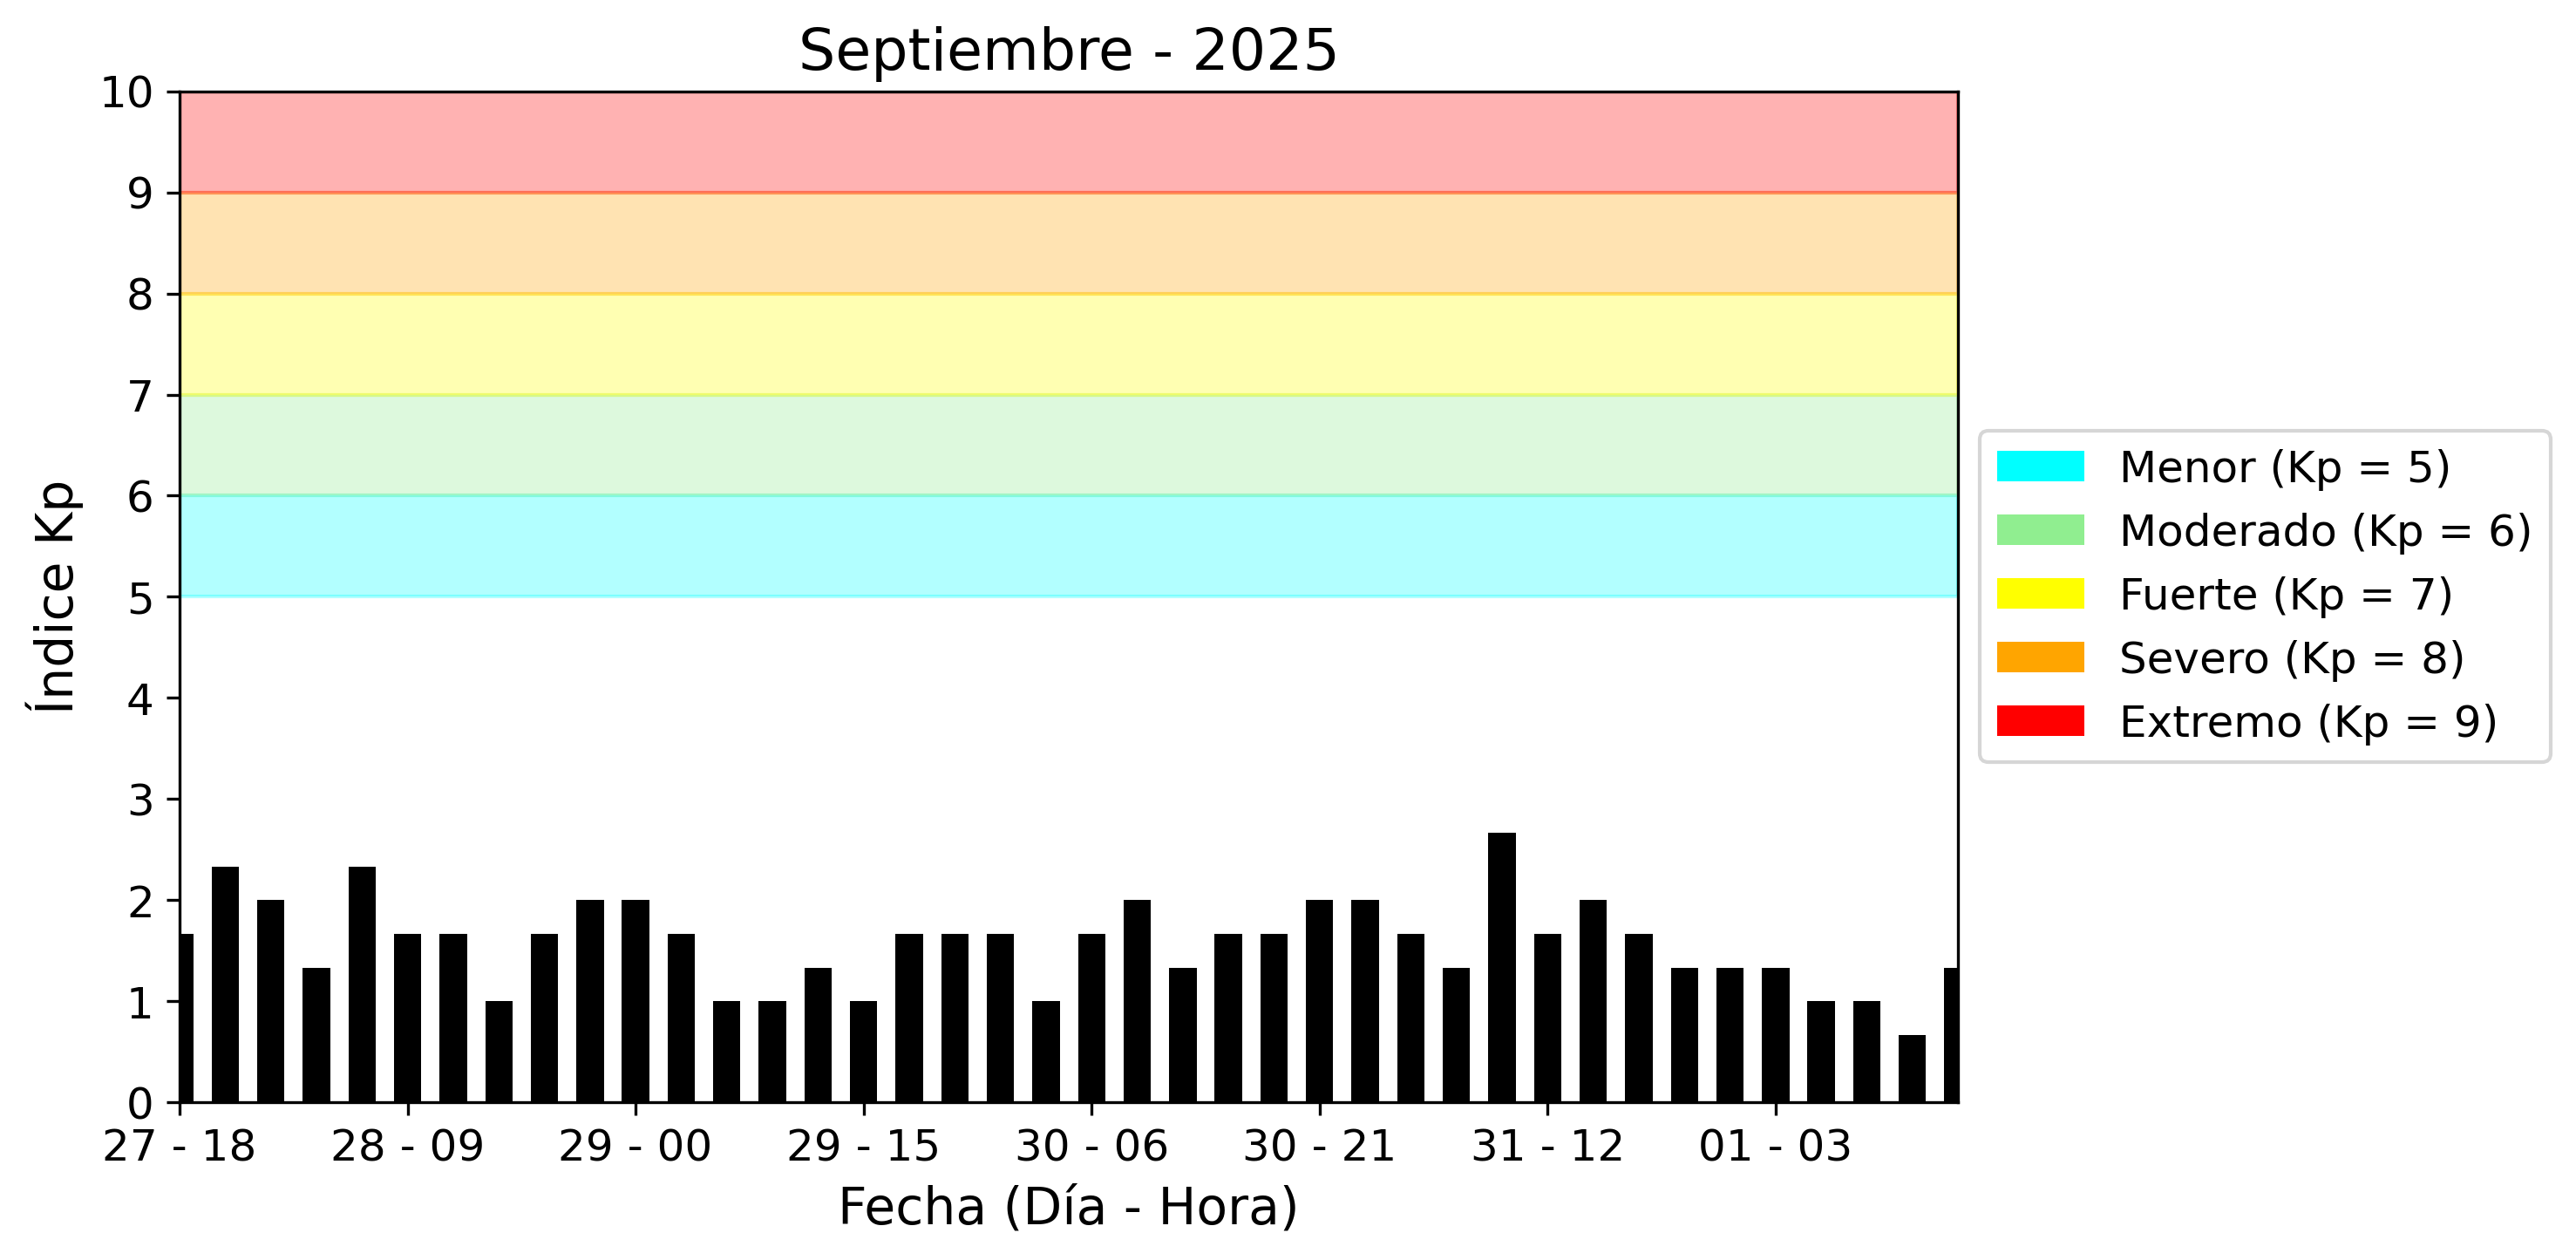 Septiembre - 2025
10
9
8
7
6
5
4
3
2
1
0
Índice Kp
27 - 18
28 - 09
29 - 00
29 - 15
30 - 06
30 - 21
31 - 12
01 - 03
Fecha (Día - Hora)
Menor (Kp = 5)
Moderado (Kp = 6)
Fuerte (Kp = 7)
Severo (Kp = 8)
Extremo (Kp = 9)